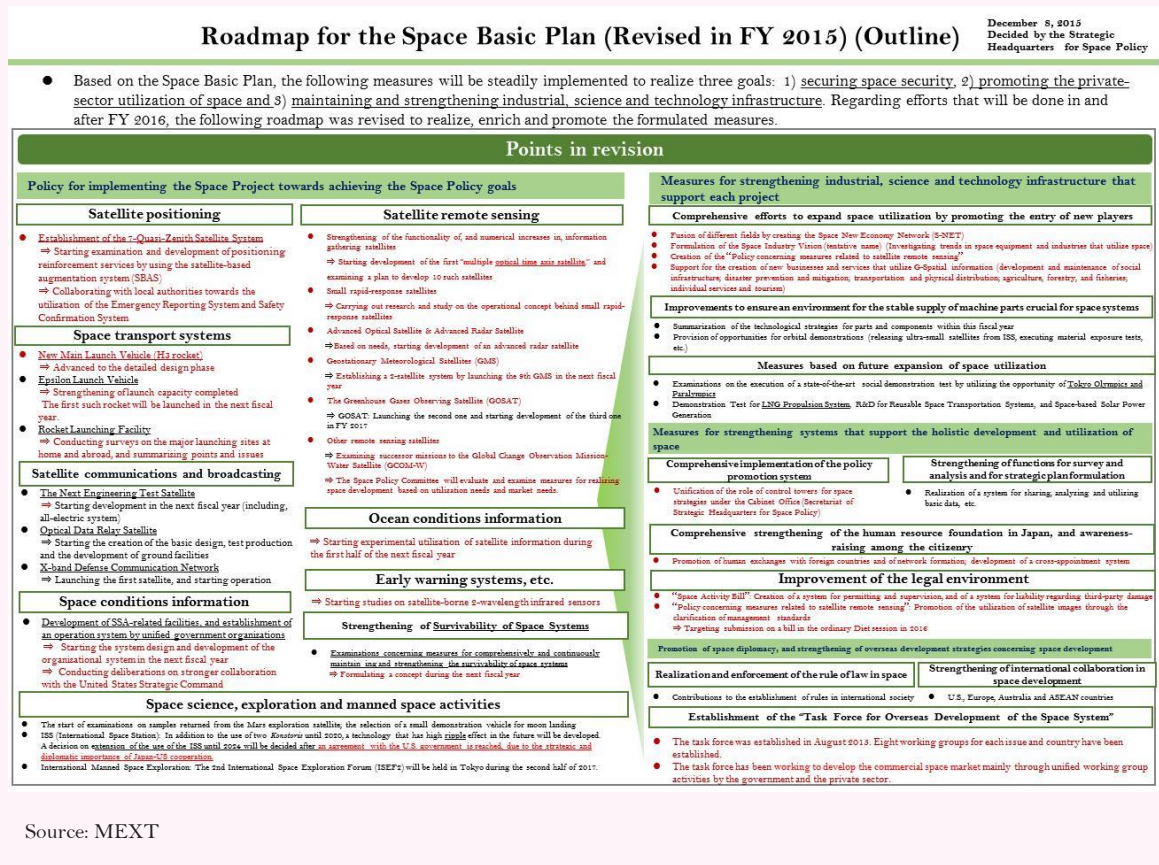 Roadmap for the Space Basic Plan (Revised in FY 2015) (Outline)
December 8, 2015
Decided by the Strategic
Headquarters for Space Policy
● Based on the Space Basic Plan, the following measures will be steadily implemented to realize three goals: 1) securing space security, 2) promoting the private-
sector utilization of space and 3) maintaining and strengthening industrial, science and technology infrastructure. Regarding efforts that will be done in and
after FY 2016, the following roadmap was revised to realize, enrich and promote the formulated measures.
Points in revision
Policy for implementing the Space Project towards achieving the Space Policy goals
Satellite positioning
● Establishment of the 7-Quasi-Zenith Satellite System
⇒ Starting examination and development of positioning
reinforcement services by using the satellite-based
augmentation system (SBAS)
⇒ Collaborating with local authorities towards the
utilization of the Emergency Reporting System and Safety
Confirmation System
Space transport systems
● New Main Launch Vehicle (H3 rocket)
⇒ Advanced to the detailed design phase
● Epsilon Launch Vehicle
⇒ Strengthening of launch capacity completed
The first such rocket will be launched in the next fiscal
year.
● Rocket Launching Facility
⇒ Conducting surveys on the major launching sites at
home and abroad, and summarizing points and issues
Satellite communications and broadcasting
● The Next Engineering Test Satellite
⇒ Starting development in the next fiscal year (including,
all-electric system)
● Optical Data Relay Satellite
⇒ Starting the creation of the basic design, test production
and the development of ground facilities
● X-band Defense Communication Network
⇒ Launching the first satellite, and starting operation
Space conditions information
● Development of SSA-related facilities, and establishment of
an operation system by unified government organizations
⇒ Starting the system design and development of the
organizational system in the next fiscal year
⇒ Conducting deliberations on stronger collaboration
with the United States Strategic Command
Satellite remote sensing
● Strengthening of the functionality of, and numerical increases in, information
gathering satellites
⇒ Starting development of the first "multiple optical time axis satellite," and
examining a plan to develop 10 such satellites
● Small rapid-response satellites
⇒ Carrying out research and study on the operational concept behind small rapid-
response satellites
● Advanced Optical Satellite & Advanced Radar Satellite
⇒Based on needs, starting development of an advanced radar satellite
● Geostationary Meteorological Satellites (GMS)
⇒ Establishing a 2-satellite system by launching the 9th GMS in the next fiscal
year
● The Greenhouse Gases Observing Satellite (GOSAT)
⇒ GOSAT: Launching the second one and starting development of the third one
in FY 2017
● Other remote sensing satellites
⇒ Examining successor missions to the Global Change Observation Mission-
Water Satellite (GCOM-W)
⇒ The Space Policy Committee will evaluate and examine measures for realizing
space development based on utilization needs and market needs.
Ocean conditions information
⇒ Starting experimental utilisation of satellite information during
the first half of the next fiscal year
Early warning systems, etc.
⇒ Starting studies on satellite-borne 2-wavelength infrared sensors
Strengthening of Survivability of Space Systems
● Examinations concerning measures for comprehensively and continuously
maintain ing and strengthening the survivability of space systems
⇒ Formulating a concept during the next fiscal year
Space science, exploration and manned space activities
● The start of examinations on samples returned from the Mars exploration satellite; the selection of a small demonstration vehicle for moon landing
● ISS (International Space Station): In addition to the use of two Konotoris until 2020, a technology that has high ripple effect in the future will be developed.
A decision on extension of the use of the ISS until 2024 will be decided after an agreement with the U.S. government is reached, due to the strategic and
diplomatic importance of Japan-US cooperation.
● International Manned Space Exploration: The 2nd International Space Exploration Forum (ISEF2) will be held in Tokyo during the second half of 2017.
Measures for strengthening industrial, science and technology infrastructure that
support each project
Comprehensive efforts to expand space utilization by promoting the entry of new players
● Fusion of different fields by creating the Space New Economy Network (S-NET)
● Formulation of the Space Industry Vision (tentative name) (Investigating trends in space equipment and industries that utilize space)
● Creation of the "Policy concerning measures related to satellite remote sensing"
● Support for the creation of new businesses and services that utilize G-Spatial information (development and maintenance of social
infrastructure; disaster prevention and mitigation; transportation and physical distribution; agriculture, forestry, and fisheries;
individual services and tourism)
Improvements to ensure an environment for the stable supply of machine parts crucial for space systems
● Summarization of the technological strategies for parts and components within this fiscal year
● Provision of opportunities for orbital demonstrations (releasing ultra-small satellites from ISS, executing material exposure tests,
etc.)
Measures based on future expansion of space utilization
● Examinations on the execution of a state-of-the-art social demonstration test by utilizing the opportunity of Tokyo Olympics and
Paralympics
● Demonstration Test for LNG Propulsion System, R&D for Reusable Space Transportation Systems, and Space-based Solar Power
Generation
Measures for strengthening systems that support the holistic development and utilization of
space
Comprehensive implementation of the policy
promotion system
● Unification of the role of control towers for space
strategies under the Cabinet Office (Secretariat of
Strategic Headquarters for Space Policy)
Strengthening of functions for survey and
analysis and for strategic plan formulation
● Realization of a system for sharing, analyzing and utilizing
basic data, etc.
Comprehensive strengthening of the human resource foundation in Japan, and awareness-
raising among the citizenry
● Promotion of human exchanges with foreign countries and of network formation; development of a cross-appointment system
Improvement of the legal environment
● "Space Activity Bill": Creation of a system for permitting and supervision, and of a system for liability regarding third-party damage
● "Policy concerning measures related to satellite remote sensing": Promotion of the utilization of satellite images through the
clarification of management standards
⇒ Targeting submission on a bill in the ordinary Diet session in 2016
Promotion of space diplomacy, and strengthening of overseas development strategies concerning space development
Realization and enforcement of the rule of law in space
● Contributions to the establishment of rules in international society
Strengthening of international collaboration in
space development
● U.S., Europe, Australia and ASEAN countries
Establishment of the "Task Force for Overseas Development of the Space System"
● The task force was established in August 2015. Eight working groups for each issue and country have been
established.
● The task force has been working to develop the commercial space market mainly through unified working group
activities by the government and the private sector.
Source: MEXT